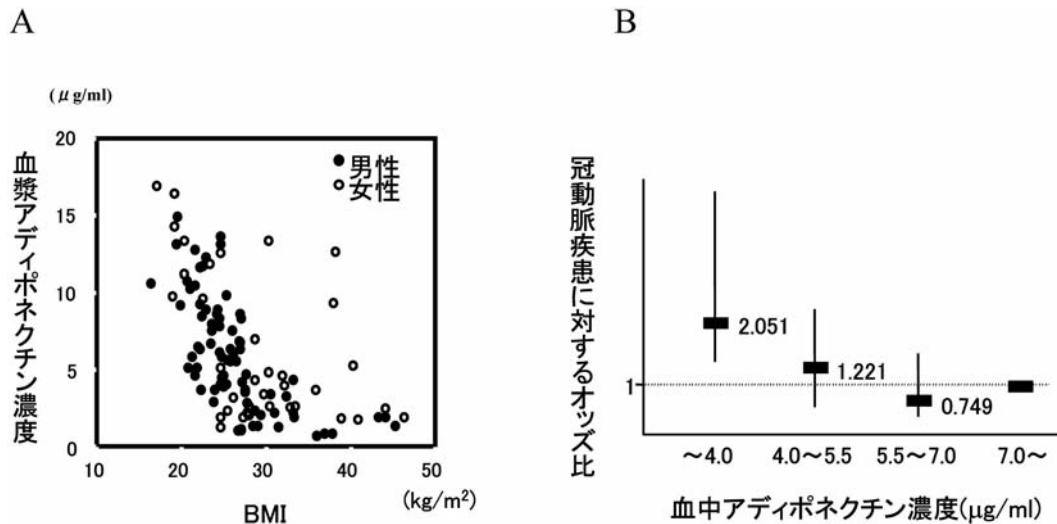 A
(μg/ml)
血漿アディポネクチン濃度
20
15
10
5
0
●男性
○女性
10 20 30 40 50
BMI
(kg/m²)
B
冠動脈疾患に対するオッズ比
1
2.051
1.221
0.749
～4.0 4.0～5.5 5.5～7.0 7.0～
血中アディポネクチン濃度(μg/ml)